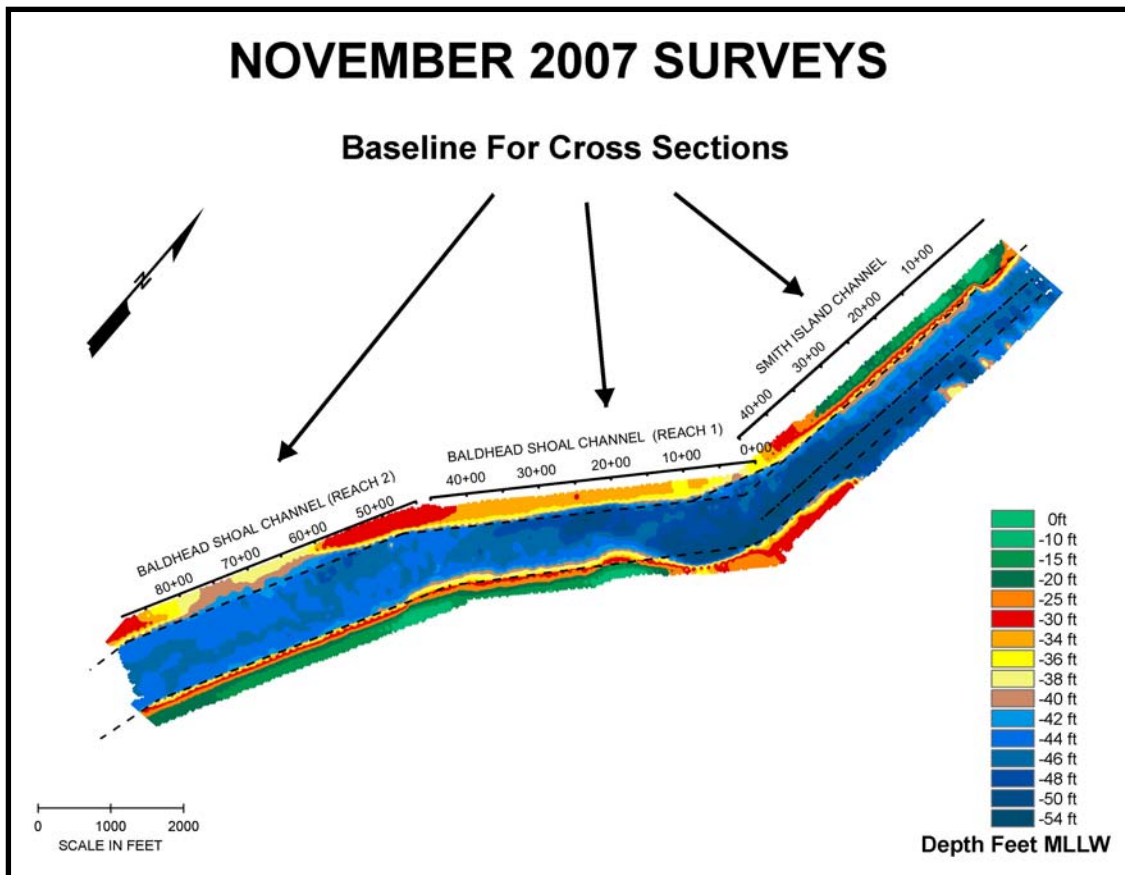 NOVEMBER 2007 SURVEYS
Baseline For Cross Sections
N
SMITH ISLAND CHANNEL
10+00
20+00
30+00
40+00
BALDHEAD SHOAL CHANNEL (REACH 1)
0+00
10+00
20+00
30+00
40+00
BALDHEAD SHOAL CHANNEL (REACH 2)
50+00
60+00
70+00
80+00
0ft
-10 ft
-15 ft
-20 ft
-25 ft
-30 ft
-34 ft
-36 ft
-38 ft
-40 ft
-42 ft
-44 ft
-46 ft
-48 ft
-50 ft
-54 ft
Depth Feet MLLW
0 1000 2000
SCALE IN FEET